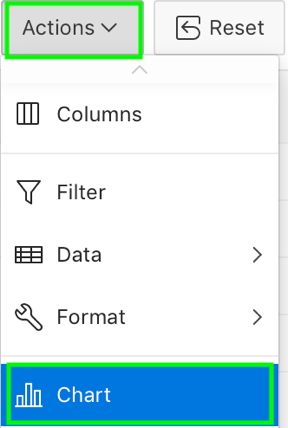 Actions
Reset
Columns
Filter
Data
Format
Chart